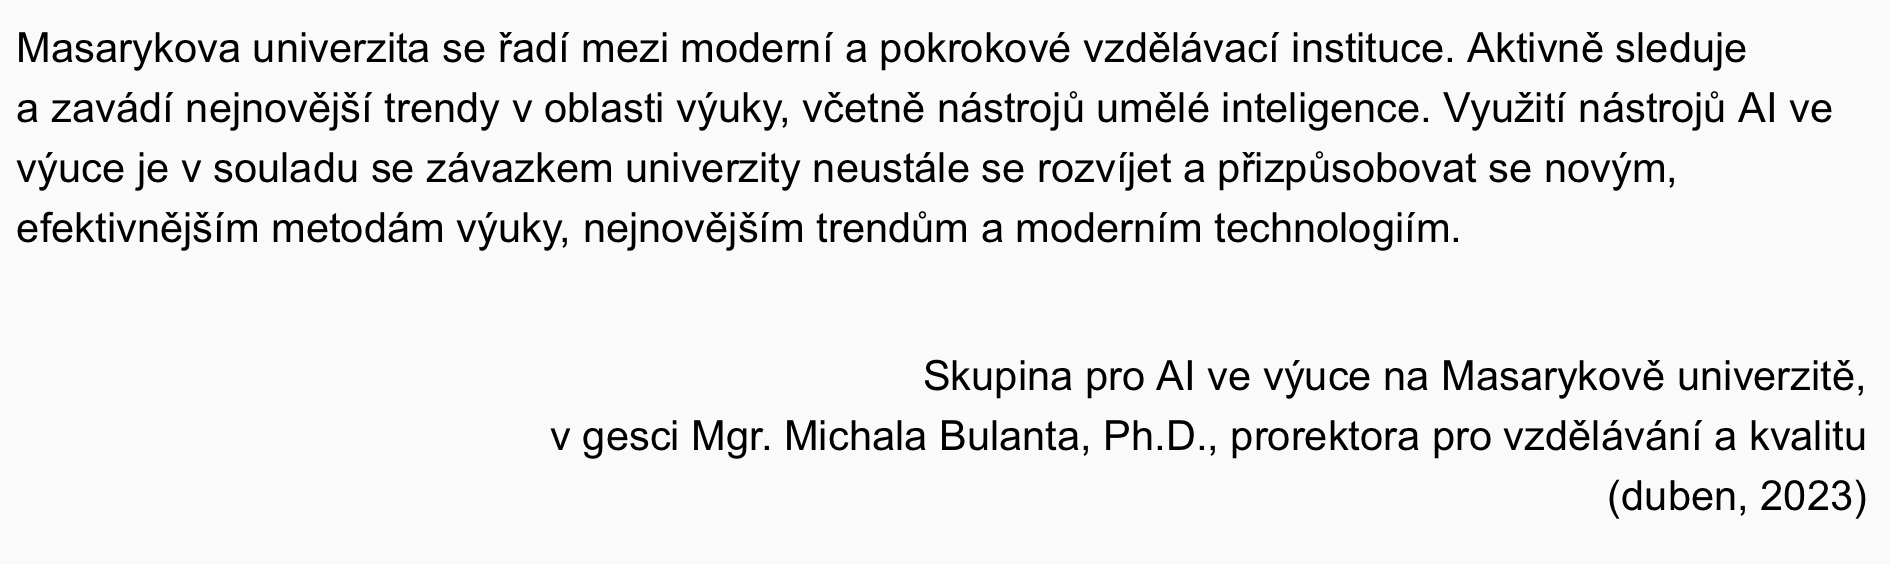 Masarykova univerzita se řadí mezi moderní a pokrokové vzdělávací instituce. Aktivně sleduje
a zavádí nejnovější trendy v oblasti výuky, včetně nástrojů umělé inteligence. Využití nástrojů AI ve
výuce je v souladu se závazkem univerzity neustále se rozvíjet a přizpůsobovat se novým,
efektivnějším metodám výuky, nejnovějším trendům a moderním technologiím.
Skupina pro AI ve výuce na Masarykově univerzitě,
v gesci Mgr. Michala Bulanta, Ph.D., prorektora pro vzdělávání a kvalitu
(duben, 2023)